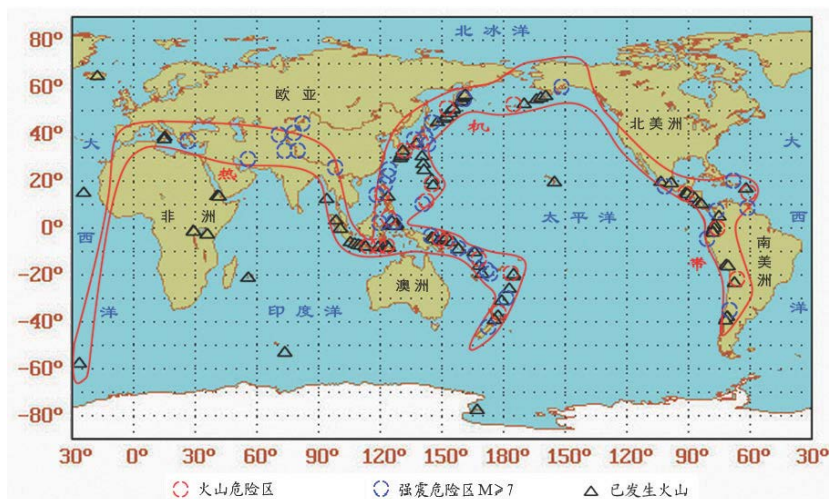 80°
60°
40°
20°
0°
-20°
-40°
-60°
-80°
北冰洋
欧亚
北美洲
机
大
热
大
太平洋
非洲
西
西
南
美
洲
带
澳洲
印度洋
洋
洋
30° 0° 30° 60° 90° 120° 150° 180° 150° 120° 90° 60° 30°
火山危险区 强震危险区M≥7 已发生火山